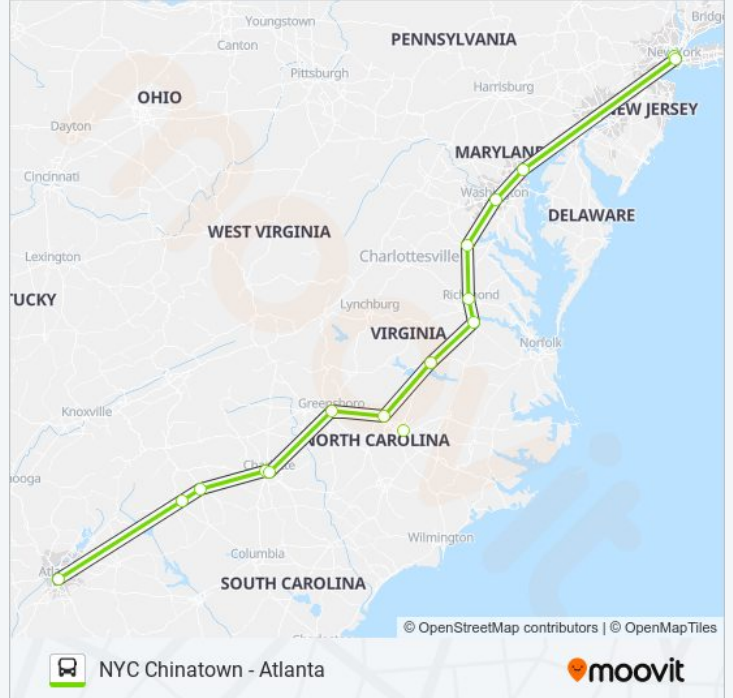 Youngstown
Bridg
PENNSYLVANIA
Canton
New York
Pittsburgh
Harrisburg
OHIO
EW JERSEY
Dayton
MARYLAND
Cincinnati
Washington
DELAWARE
WEST VIRGINIA
Charlottesville
Lexington
Richmond
TUCKY
Lynchburg
VIRGINIA
Norfolk
Greensboro
Knoxville
NORTH CAROLINA
Charlotte
ooga
Wilmington
Columbia
Atl
SOUTH CAROLINA
© OpenStreetMap contributors | © OpenMapTiles
NYC Chinatown - Atlanta
moovit